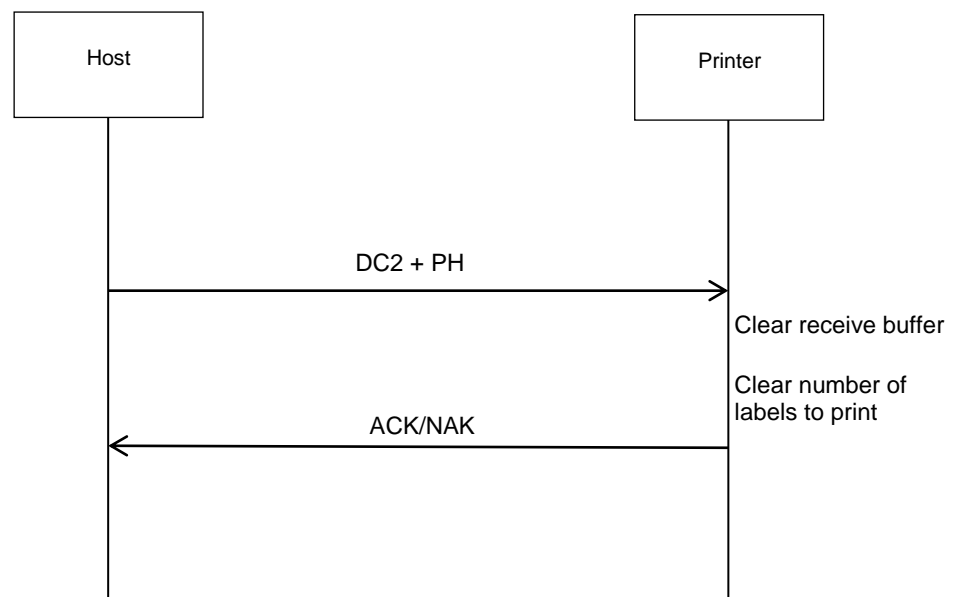 Host
Printer
DC2 + PH
Clear receive buffer
Clear number of
labels to print
ACK/NAK